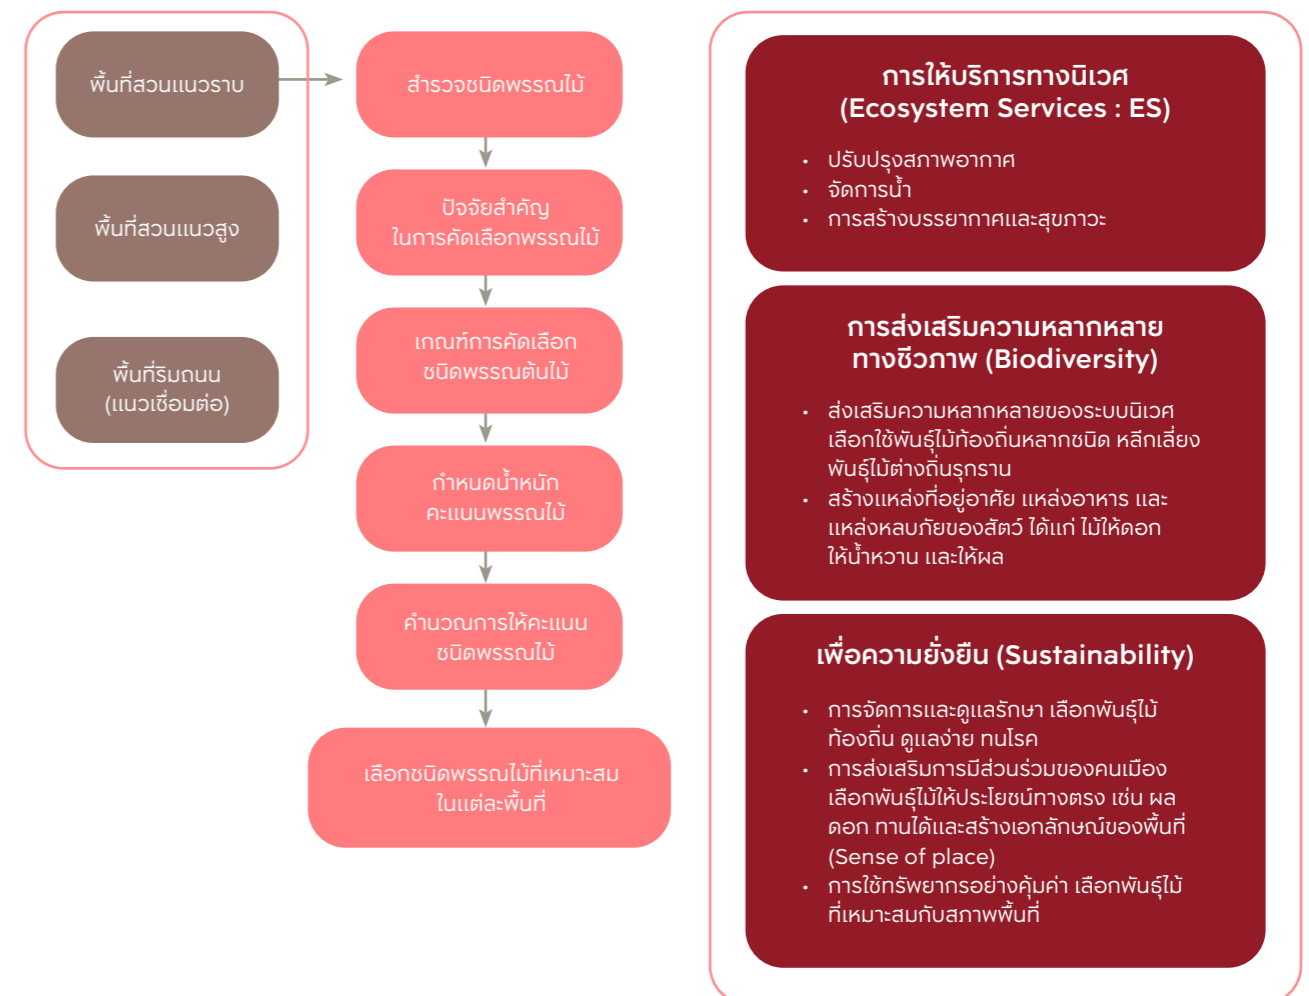 พื้นที่สวนแนวราบ
พื้นที่สวนแนวสูง
พื้นที่ริมถนน
(แนวเชื่อมต่อ)
สำรวจชนิดพรรณไม้
ปัจจัยสำคัญ
ในการคัดเลือกพรรณไม้
เกณฑ์การคัดเลือก
ชนิดพรรณต้นไม้
กำหนดน้ำหนัก
คะแนนพรรณไม้
คำนวณการให้คะแนน
ชนิดพรรณไม้
เลือกชนิดพรรณไม้ที่เหมาะสม
ในแต่ละพื้นที่
การให้บริการทางนิเวศ
(Ecosystem Services : ES)
• ปรับปรุงสภาพอากาศ
• จัดการน้ำ
• การสร้างบรรยากาศและสุขภาวะ
การส่งเสริมความหลากหลาย
ทางชีวภาพ (Biodiversity)
• ส่งเสริมความหลากหลายของระบบนิเวศ
เลือกใช้พันธุ์ไม้ท้องถิ่นหลากชนิด หลีกเลี่ยง
พันธุ์ไม้ต่างถิ่นรุกราน
• สร้างแหล่งที่อยู่อาศัย แหล่งอาหาร และ
แหล่งหลบภัยของสัตว์ ได้แก่ ไม้ให้ดอก
ให้น้ำหวาน และให้ผล
เพื่อความยั่งยืน (Sustainability)
• การจัดการและดูแลรักษา เลือกพันธุ์ไม้
ท้องถิ่น ดูแลง่าย ทนโรค
• การส่งเสริมการมีส่วนร่วมของคนเมือง
เลือกพันธุ์ไม้ให้ประโยชน์ทางตรง เช่น ผล
ดอก ทานได้และสร้างเอกลักษณ์ของพื้นที่
(Sense of place)
• การใช้ทรัพยากรอย่างคุ้มค่า เลือกพันธุ์ไม้
ที่เหมาะสมกับสภาพพื้นที่